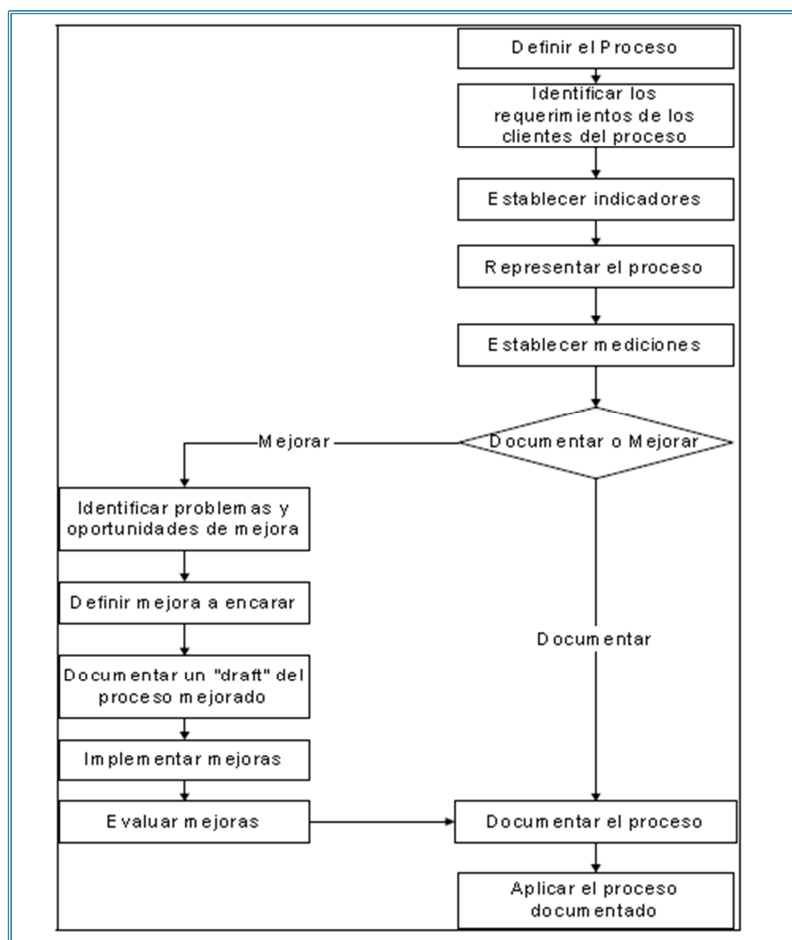 Definir el Proceso
Identificar los
requerimientos de los
clientes del proceso
Establecer indicadores
Representar el proceso
Establecer mediciones
Documentar o Mejorar
Mejorar
Identificar problemas y
oportunidades de mejora
Definir mejora a encarar
Documentar un "draft" del
proceso mejorado
Implementar mejoras
Evaluar mejoras
Documentar
Documentar el proceso
Aplicar el proceso
documentado